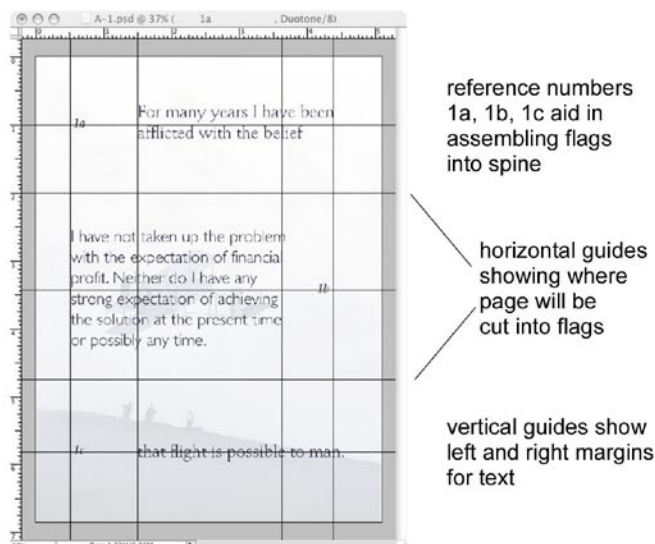 A-1.psd @ 37% ( 1a , Duotone/8)
1a
For many years I have been
afflicted with the belief
I have not taken up the problem
with the expectation of financial
profit. Neither do I have any
strong expectation of achieving
the solution at the present time
or possibly any time.
1b
1c
that flight is possible to man.
reference numbers
1a, 1b, 1c aid in
assembling flags
into spine
horizontal guides
showing where
page will be
cut into flags
vertical guides show
left and right margins
for text